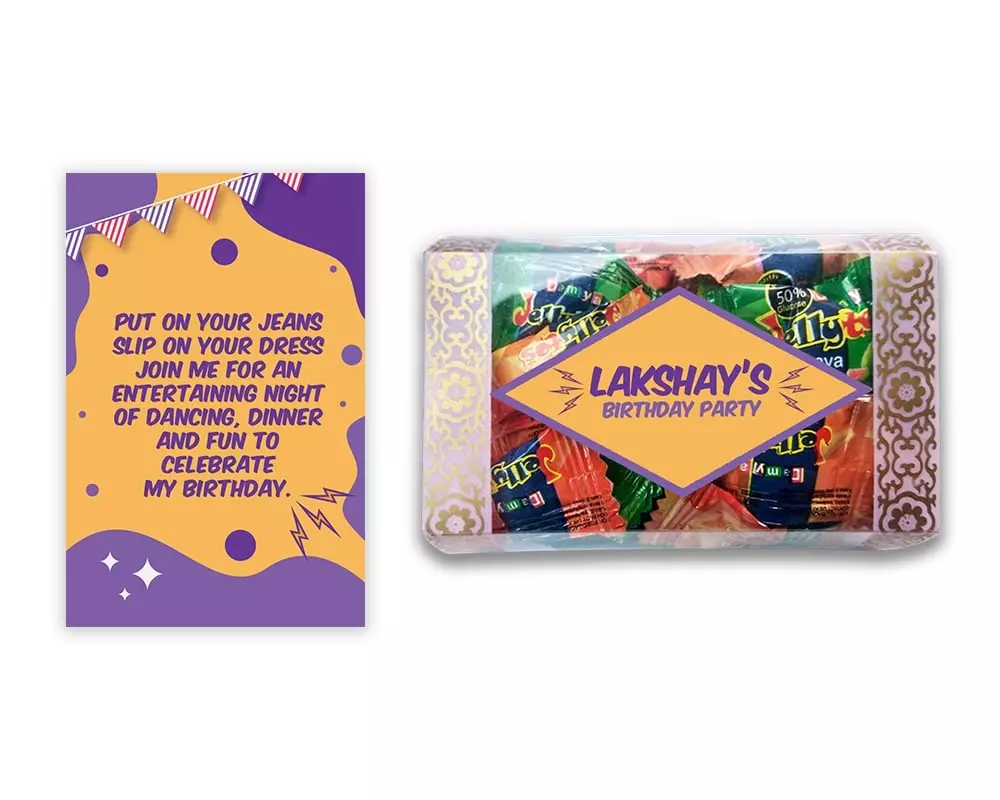 PUT ON YOUR JEANS
SLIP ON YOUR DRESS
JOIN ME FOR AN
ENTERTAINING NIGHT
OF DANCING, DINNER
AND FUN TO
CELEBRATE
MY BIRTHDAY.
50%
LAKSHAY'S
BIRTHDAY PARTY